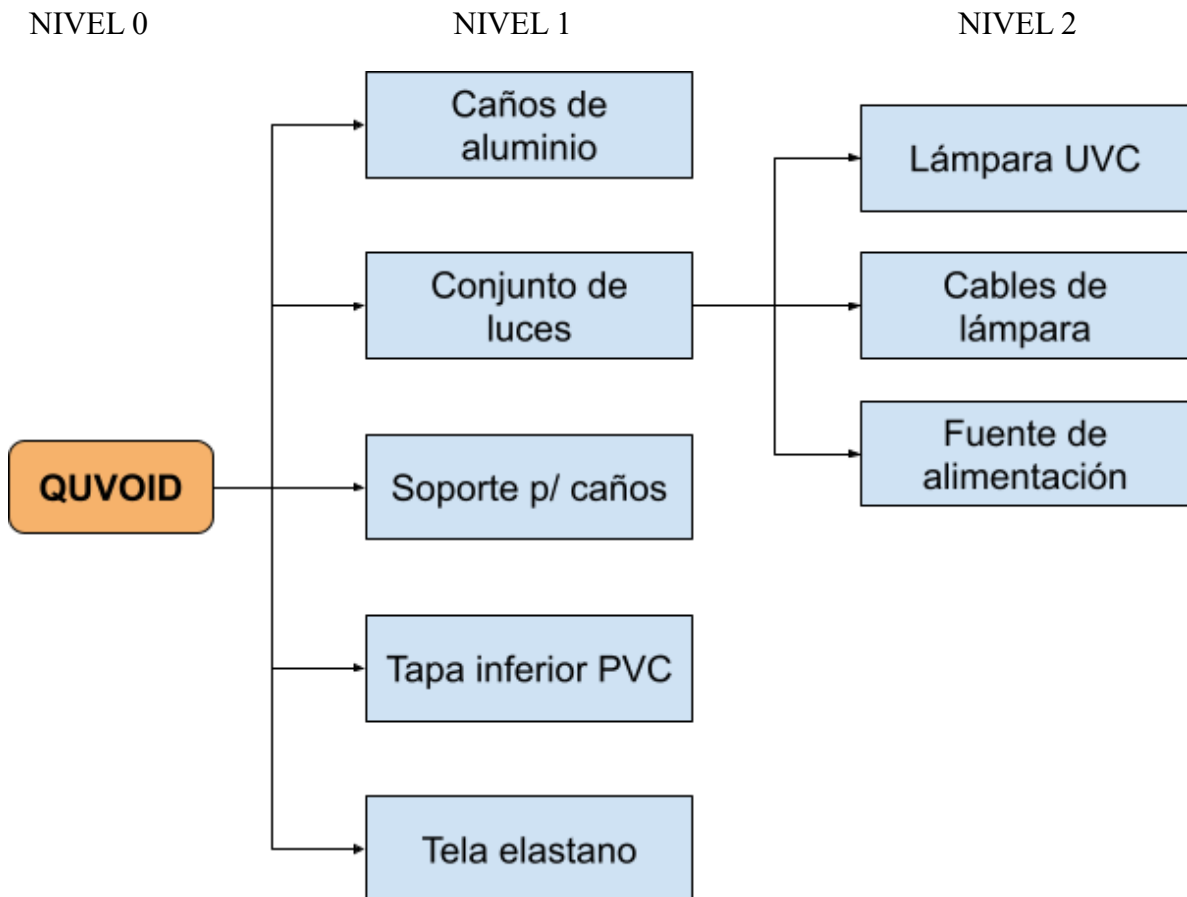 NIVEL 0
NIVEL 1
NIVEL 2
Caños de
aluminio
Lámpara UVC
Conjunto de
luces
Cables de
lámpara
Fuente de
alimentación
QUVOID
Soporte p/ caños
Tapa inferior PVC
Tela elastano